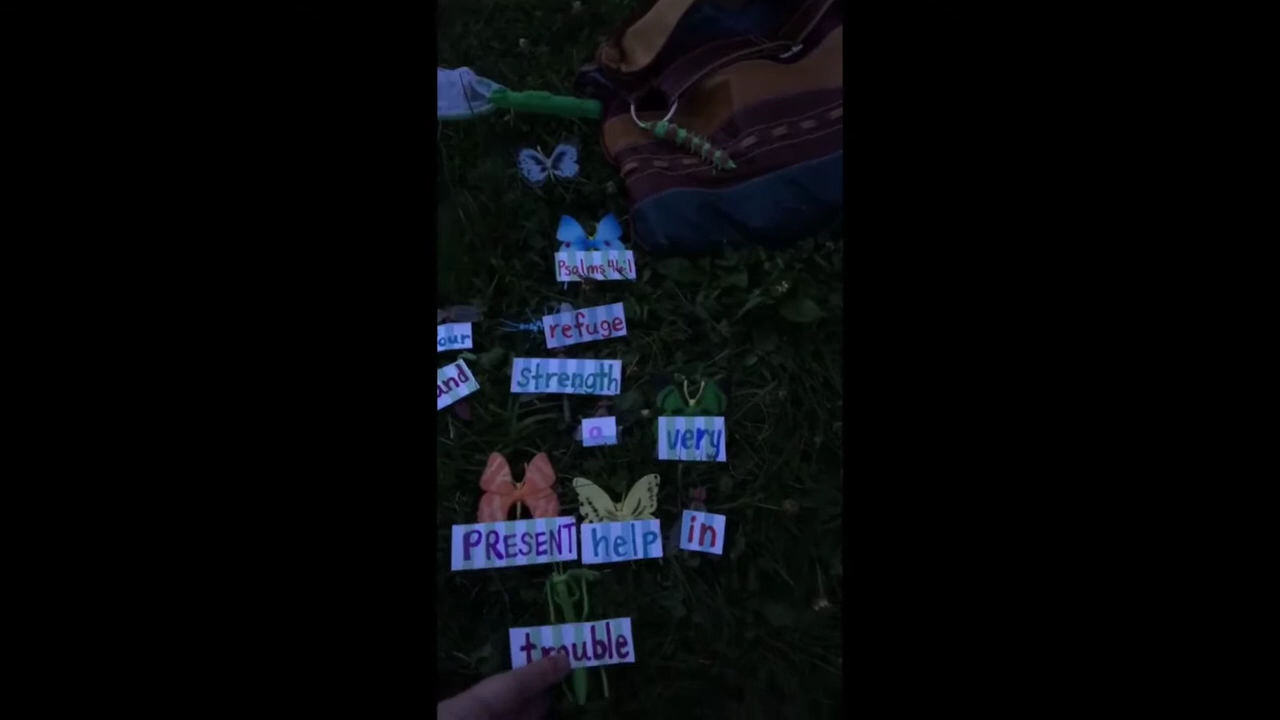 Psalms 46:1
our refuge
and strength
a very
PRESENT help in
trouble